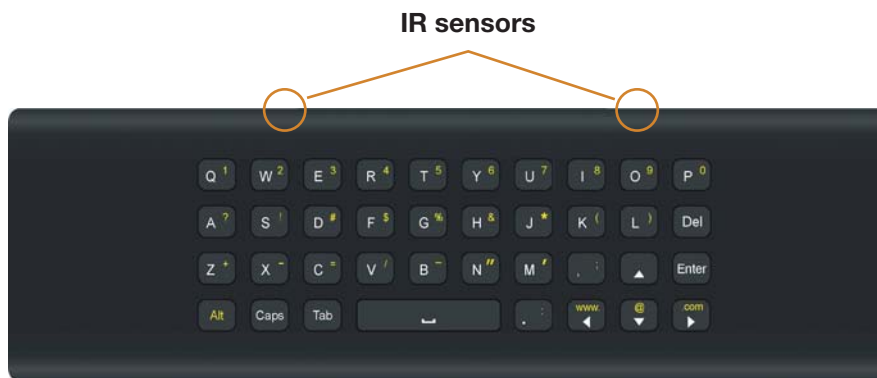 IR sensors
Q 1 W 2 E 3 R 4 T 5 Y 6 U 7 I 8 O 9 P 0
A ? S ! D # F $ G % H & J * K ( L ) Del
Z + X - C = V / B – N " M ' , ; Enter
Alt Caps Tab . : www. @ .com